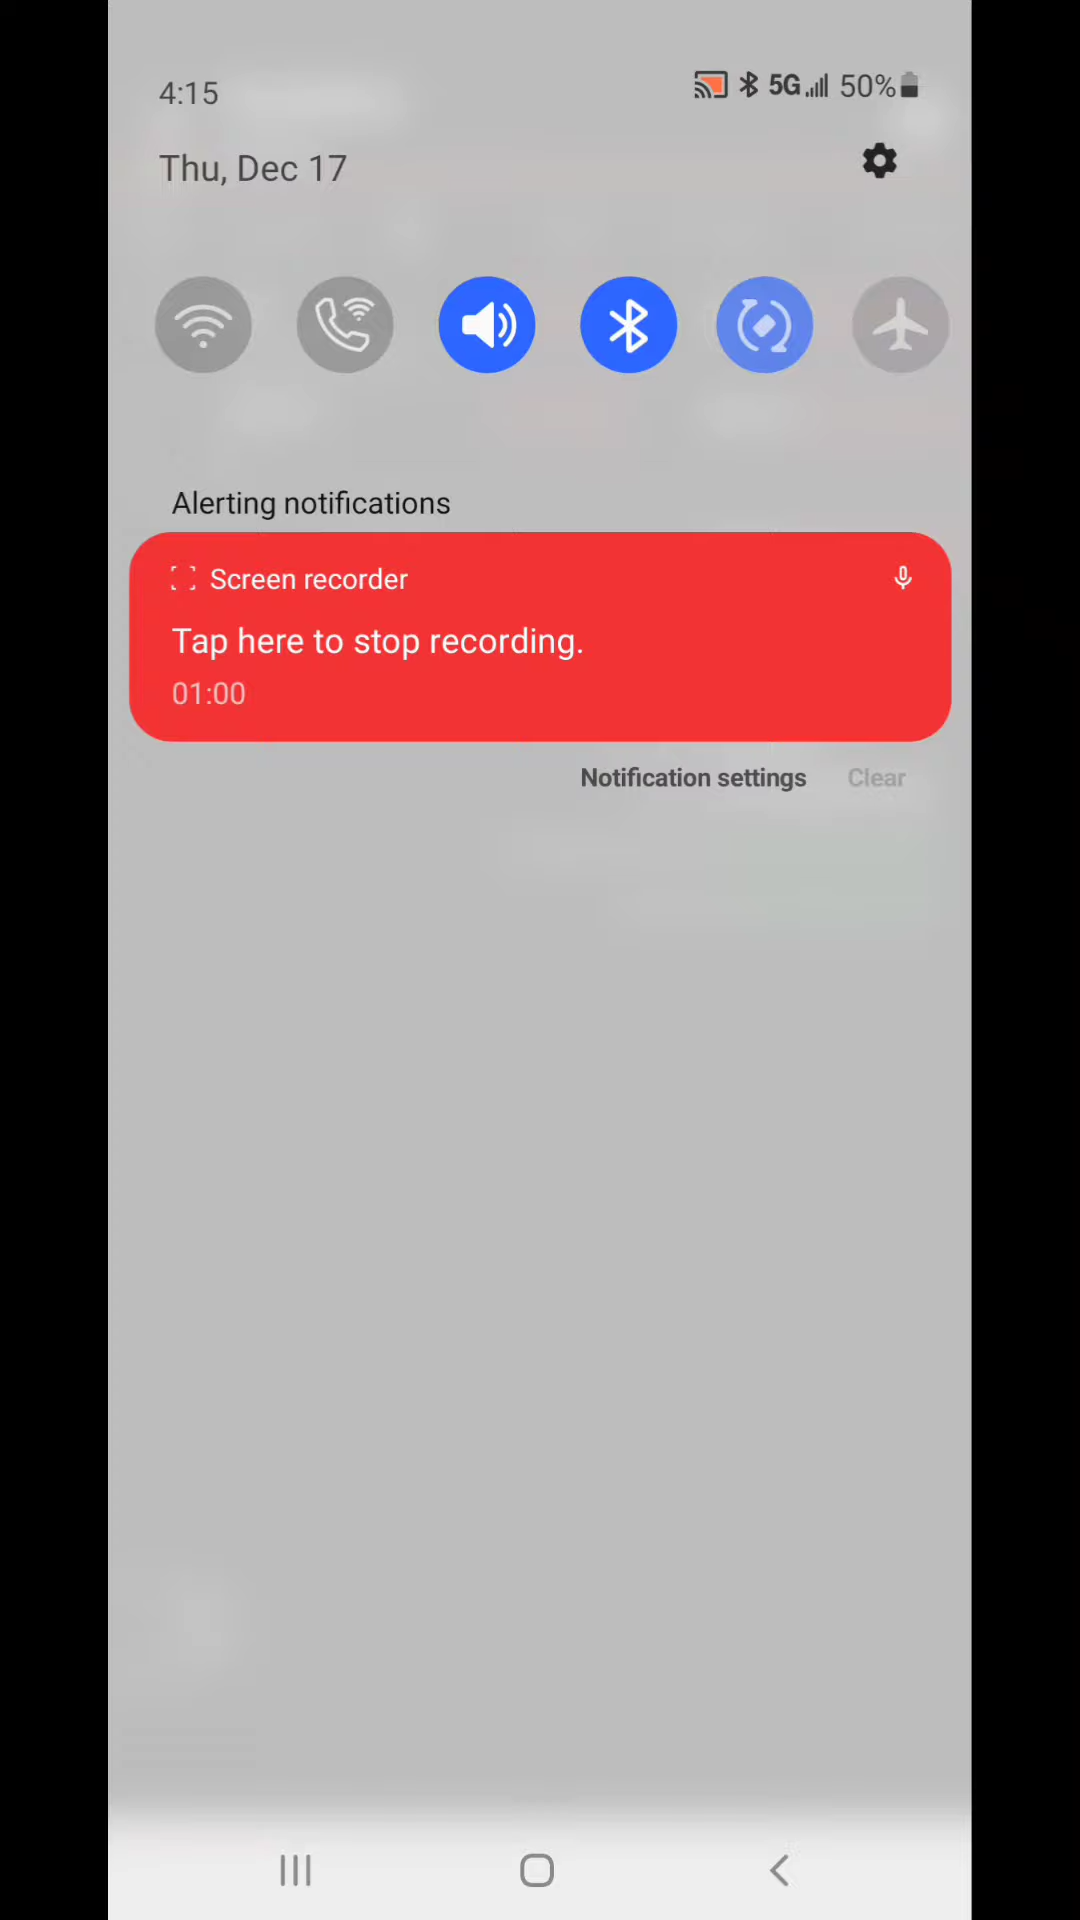 4:15
5G 50%
Thu, Dec 17
Alerting notifications
Screen recorder
Tap here to stop recording.
01:00
Notification settings Clear